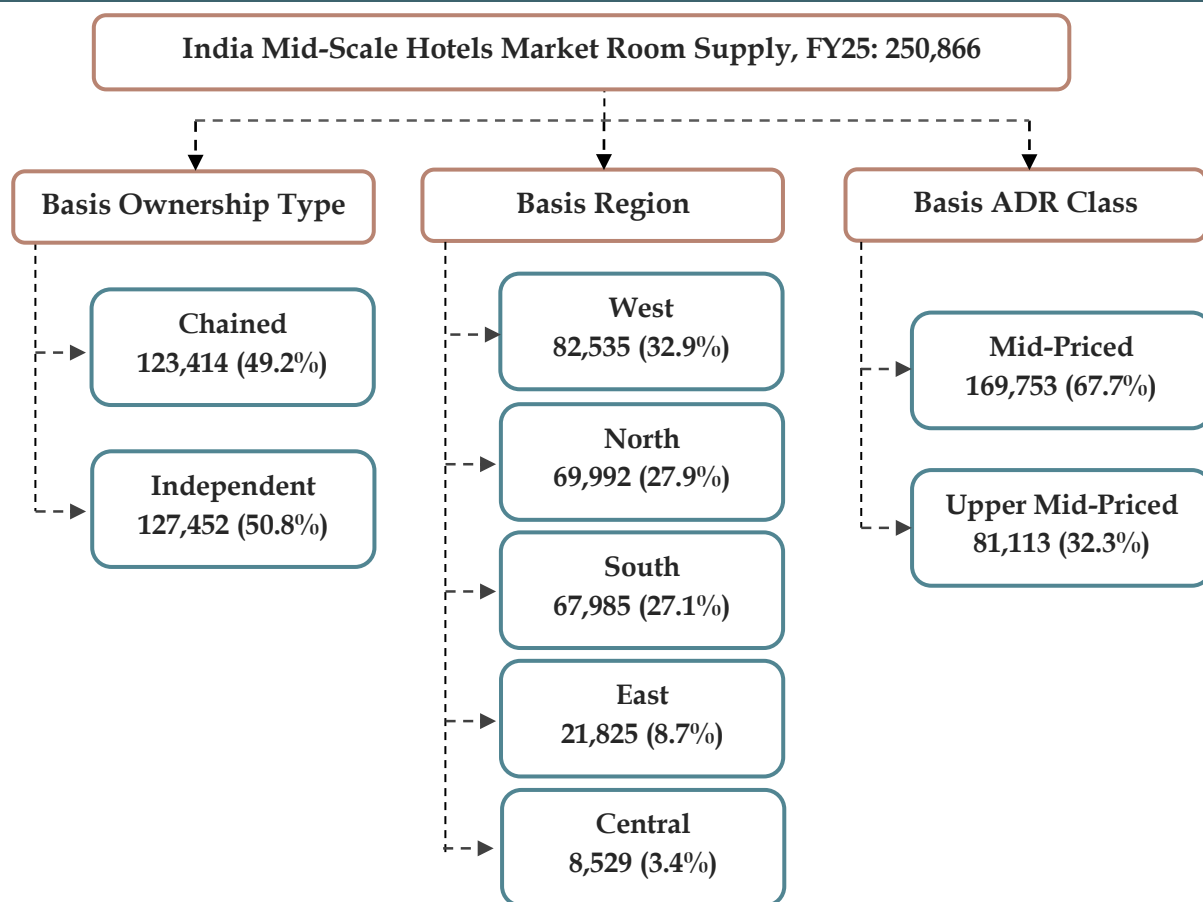 India Mid-Scale Hotels Market Room Supply, FY25: 250,866
Basis Ownership Type
Chained
123,414 (49.2%)
Independent
127,452 (50.8%)
Basis Region
West
82,535 (32.9%)
North
69,992 (27.9%)
South
67,985 (27.1%)
East
21,825 (8.7%)
Central
8,529 (3.4%)
Basis ADR Class
Mid-Priced
169,753 (67.7%)
Upper Mid-Priced
81,113 (32.3%)